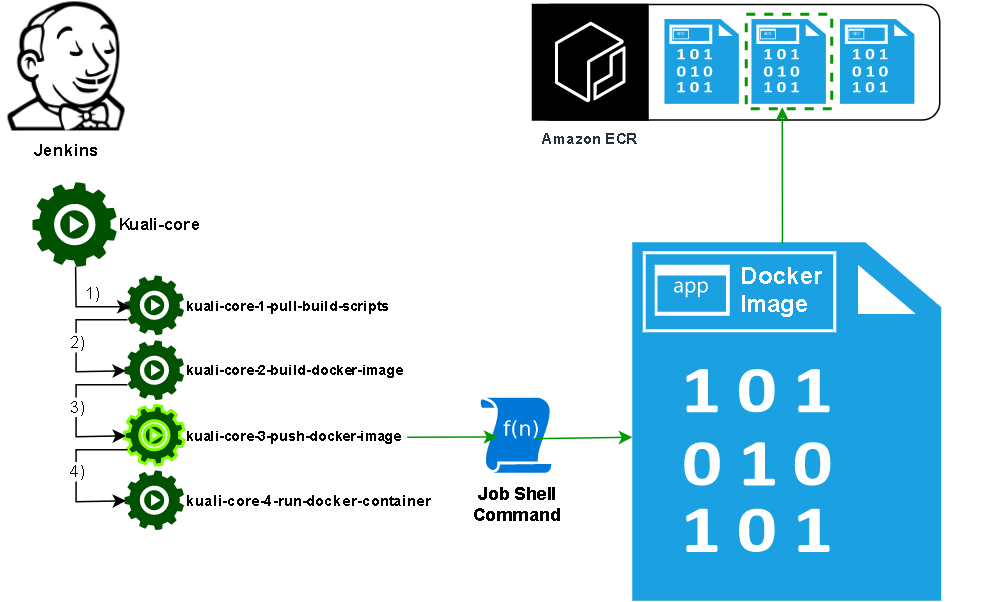 Jenkins
Kuali-core
1)
kuali-core-1-pull-build-scripts
2)
kuali-core-2-build-docker-image
3)
kuali-core-3-push-docker-image
4)
kuali-core-4-run-docker-container
f(n)
Job Shell
Command
Amazon ECR
101
010
101
101
010
101
101
010
101
app
Docker
Image
1 0 1
0 1 0
1 0 1